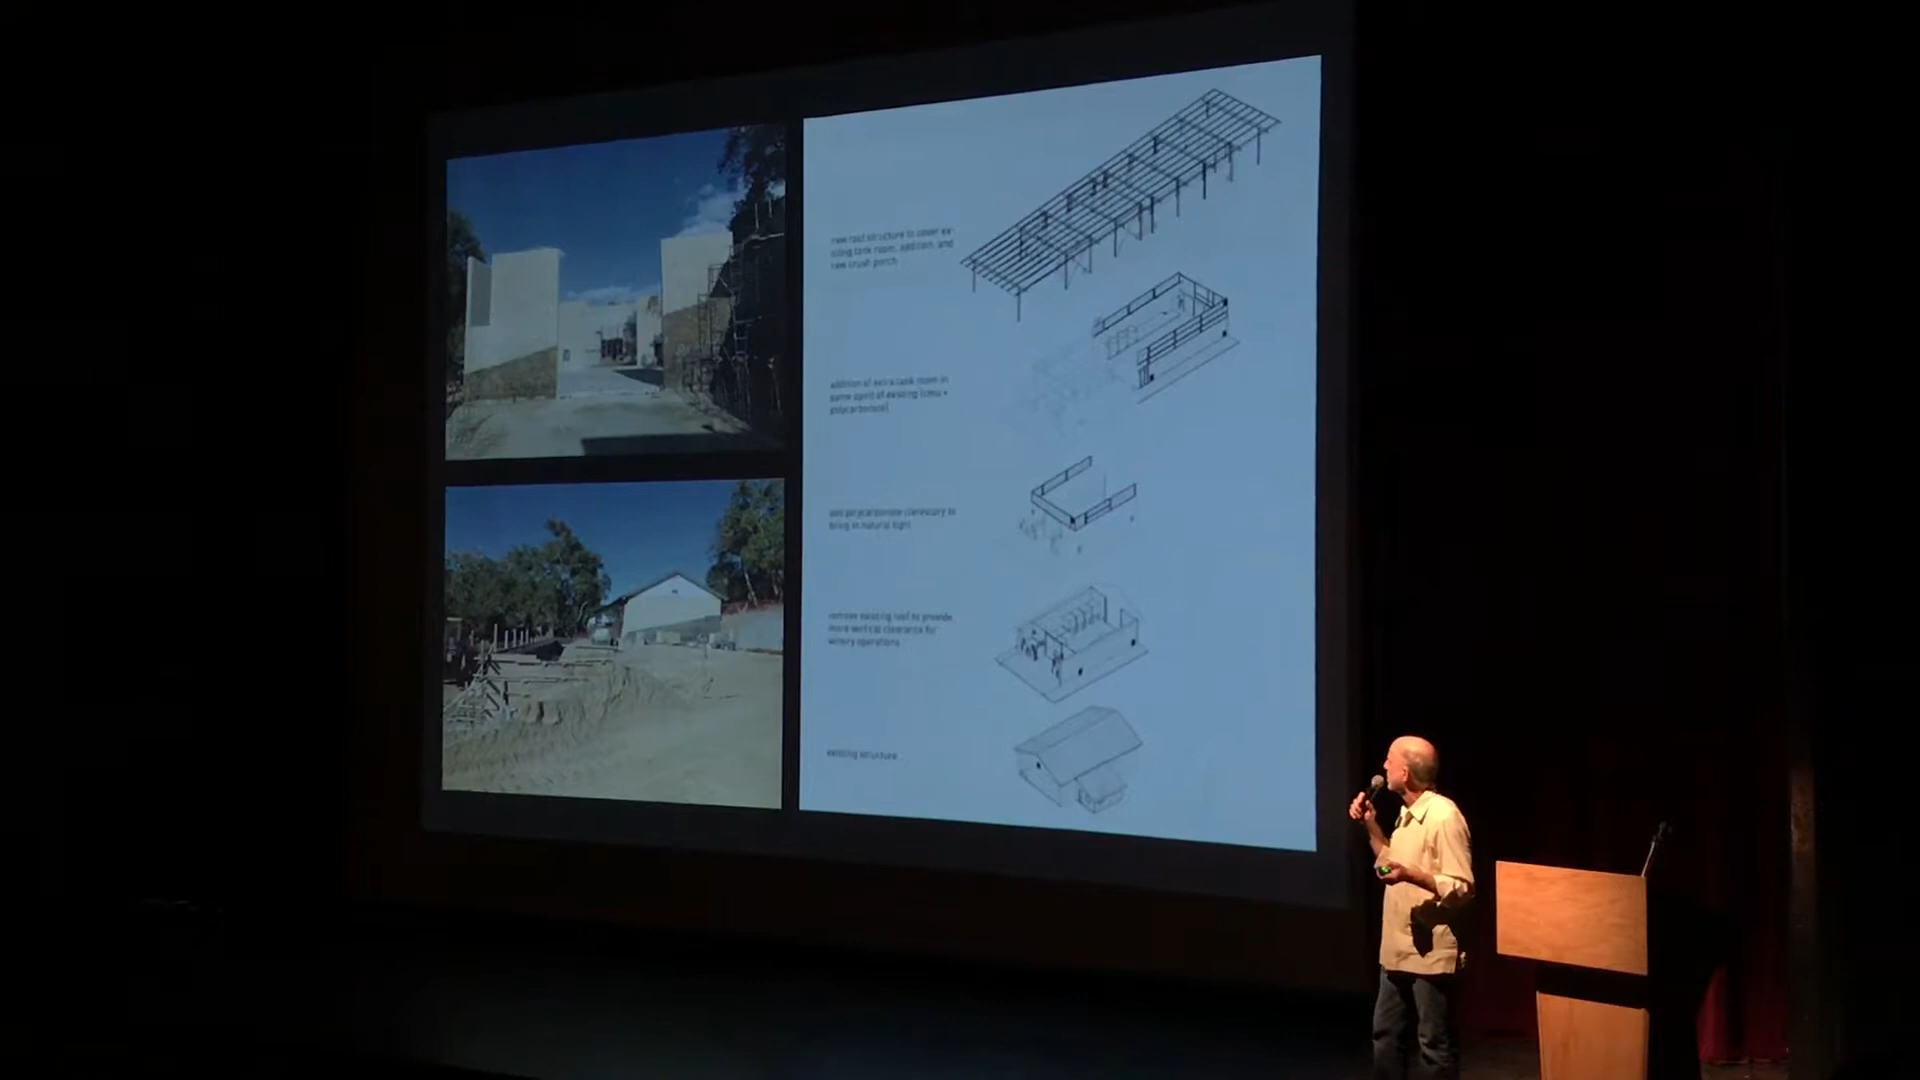 new roof structure to cover ex-
isting tank room, addition, and
new crush porch
addition of extra tank room in
same spirit of existing (cmu +
polycarbonate)
add polycarbonate clerestory to
bring in natural light
remove existing roof to provide
more vertical clearance for
winery operations
existing structure